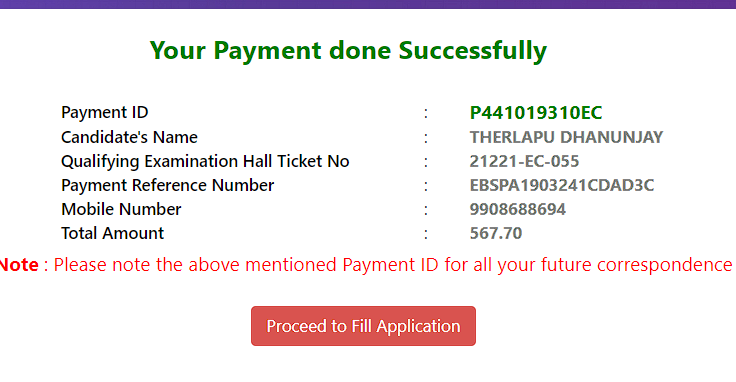 Your Payment done Successfully
Payment ID : P441019310EC
Candidate's Name : THERLAPU DHANUNJAY
Qualifying Examination Hall Ticket No : 21221-EC-055
Payment Reference Number : EBSPA1903241CDAD3C
Mobile Number : 9908688694
Total Amount : 567.70
Note : Please note the above mentioned Payment ID for all your future correspondence
Proceed to Fill Application